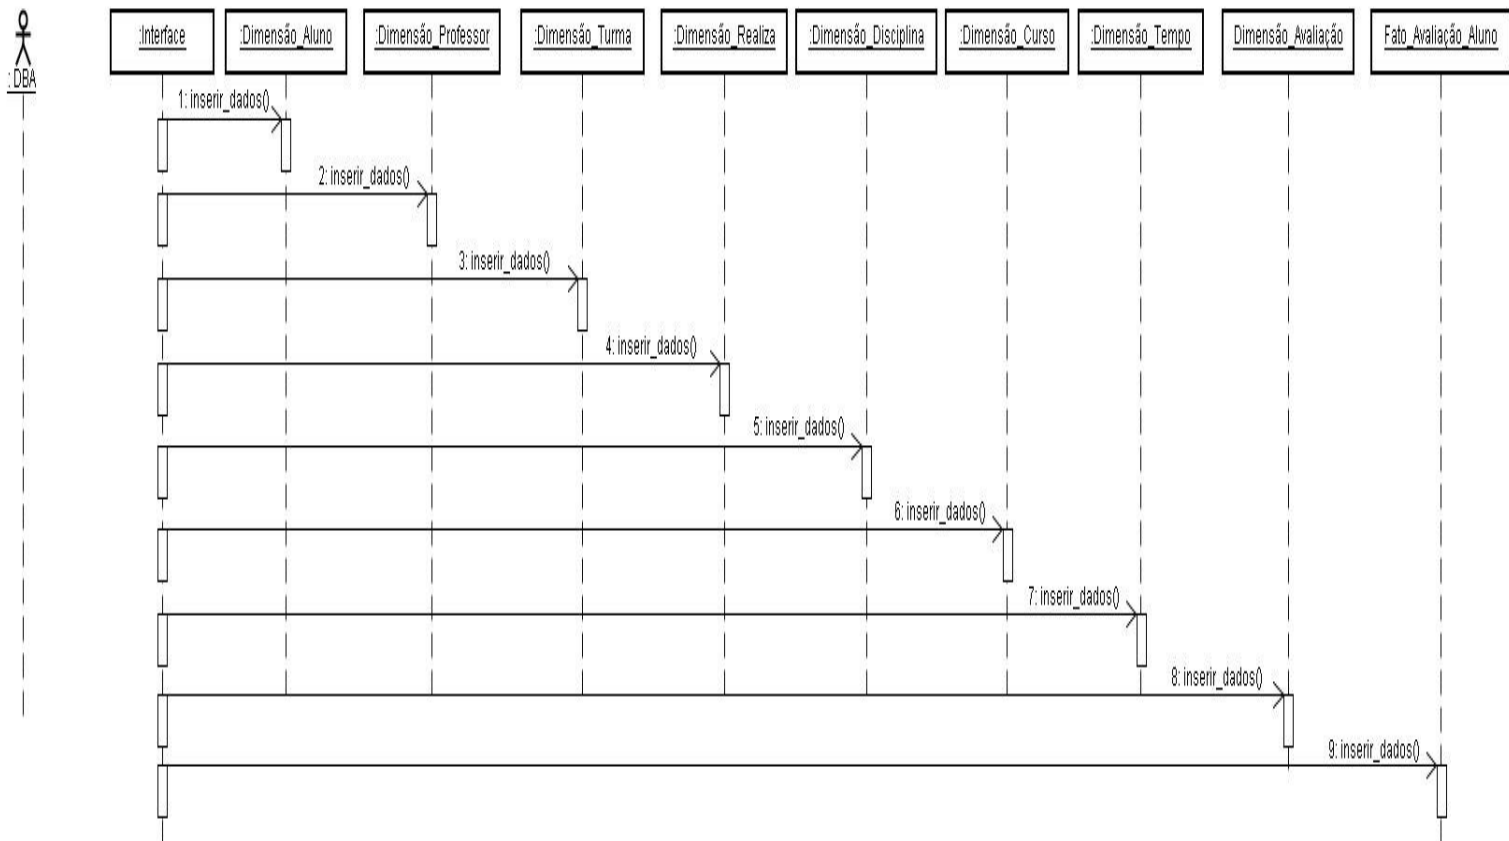 :Interface
:Dimensão_Aluno
:Dimensão_Professor
:Dimensão_Turma
:Dimensão_Realiza
:Dimensão_Disciplina
:Dimensão_Curso
:Dimensão_Tempo
Dimensão_Avaliação
Fato_Avaliação_Aluno
: DBA
1: inserir_dados()
2: inserir_dados()
3: inserir_dados()
4: inserir_dados()
5: inserir_dados()
6: inserir_dados()
7: inserir_dados()
8: inserir_dados()
9: inserir_dados()